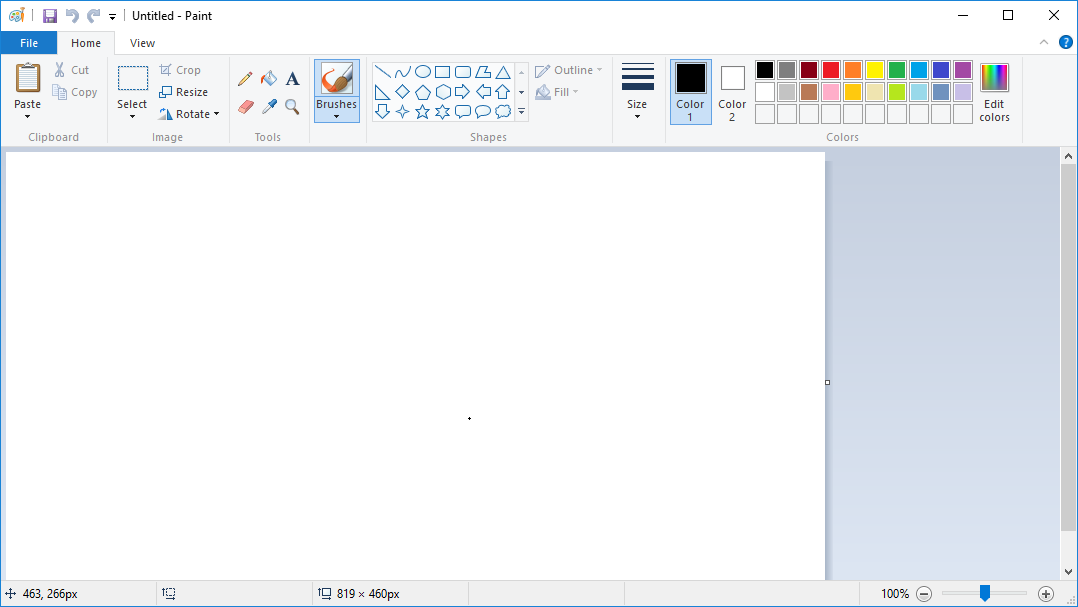 Untitled - Paint
File Home View
Paste
Cut
Copy
Clipboard
Select
Crop
Resize
Rotate
Image
A
Tools
Brushes
Shapes
Outline
Fill
Size
Color 1
Color 2
Edit colors
Colors
463, 266px
819 × 460px
100%